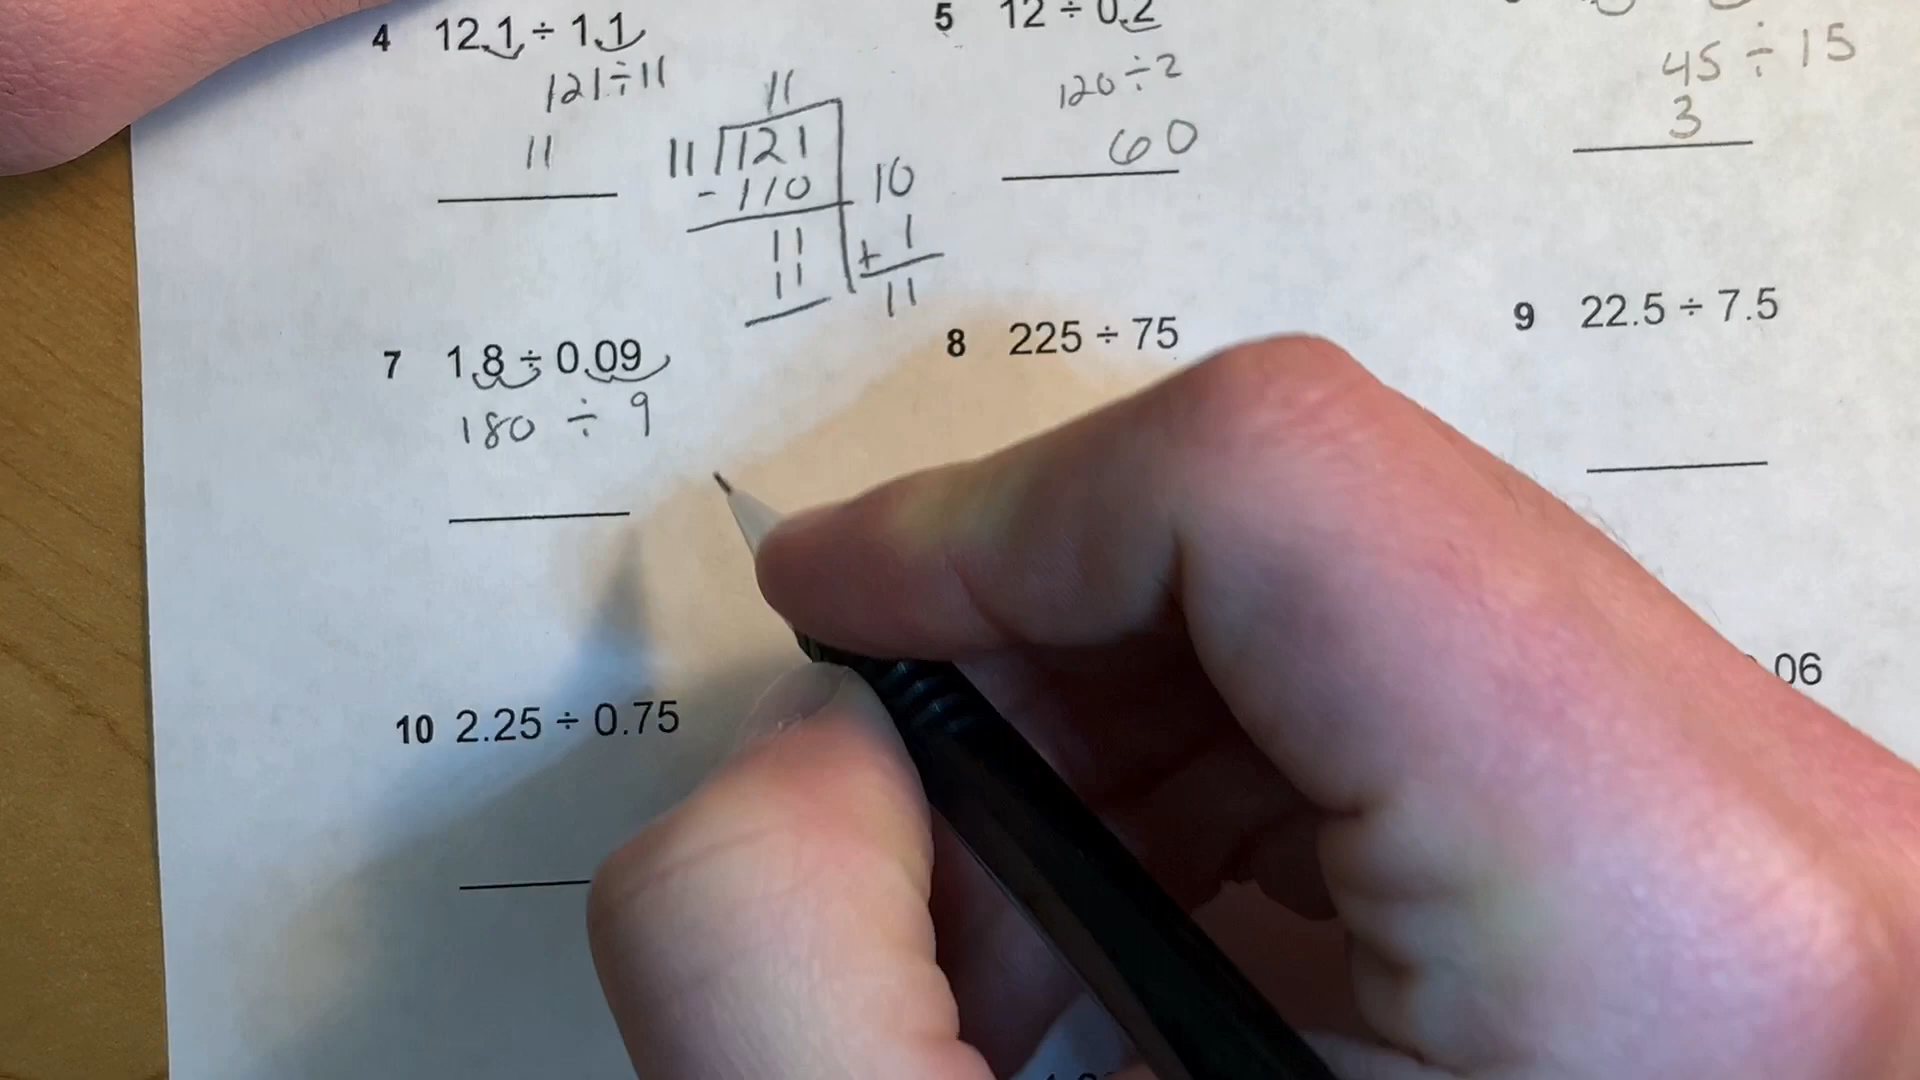 4 12.1 ÷ 1.1
121 ÷ 11
11
11
11 121
- 110 10
11 + 1
11 11
5 12 ÷ 0.2
120 ÷ 2
60
45 ÷ 15
3
7 1.8 ÷ 0.09
180 ÷ 9
8 225 ÷ 75
9 22.5 ÷ 7.5
10 2.25 ÷ 0.75
06